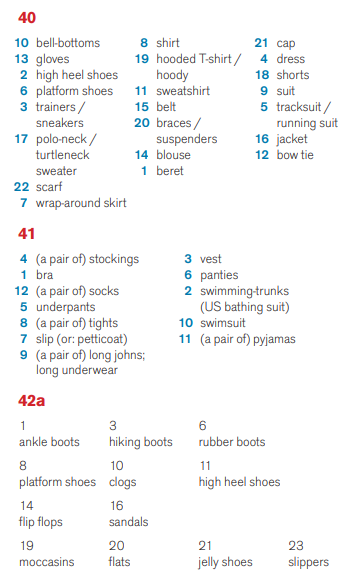 40
10 bell-bottoms
13 gloves
2 high heel shoes
6 platform shoes
3 trainers /
sneakers
17 polo-neck /
turtleneck
sweater
22 scarf
7 wrap-around skirt
8 shirt
19 hooded T-shirt /
hoody
11 sweatshirt
15 belt
20 braces /
suspenders
14 blouse
1 beret
21 cap
4 dress
18 shorts
9 suit
5 tracksuit /
running suit
16 jacket
12 bow tie
41
4 (a pair of) stockings
1 bra
12 (a pair of) socks
5 underpants
8 (a pair of) tights
7 slip (or: petticoat)
9 (a pair of) long johns;
long underwear
3 vest
6 panties
2 swimming-trunks
(US bathing suit)
10 swimsuit
11 (a pair of) pyjamas
42a
1 3 6
ankle boots hiking boots rubber boots
8 10 11
platform shoes clogs high heel shoes
14 16
flip flops sandals
19 20 21 23
moccasins flats jelly shoes slippers